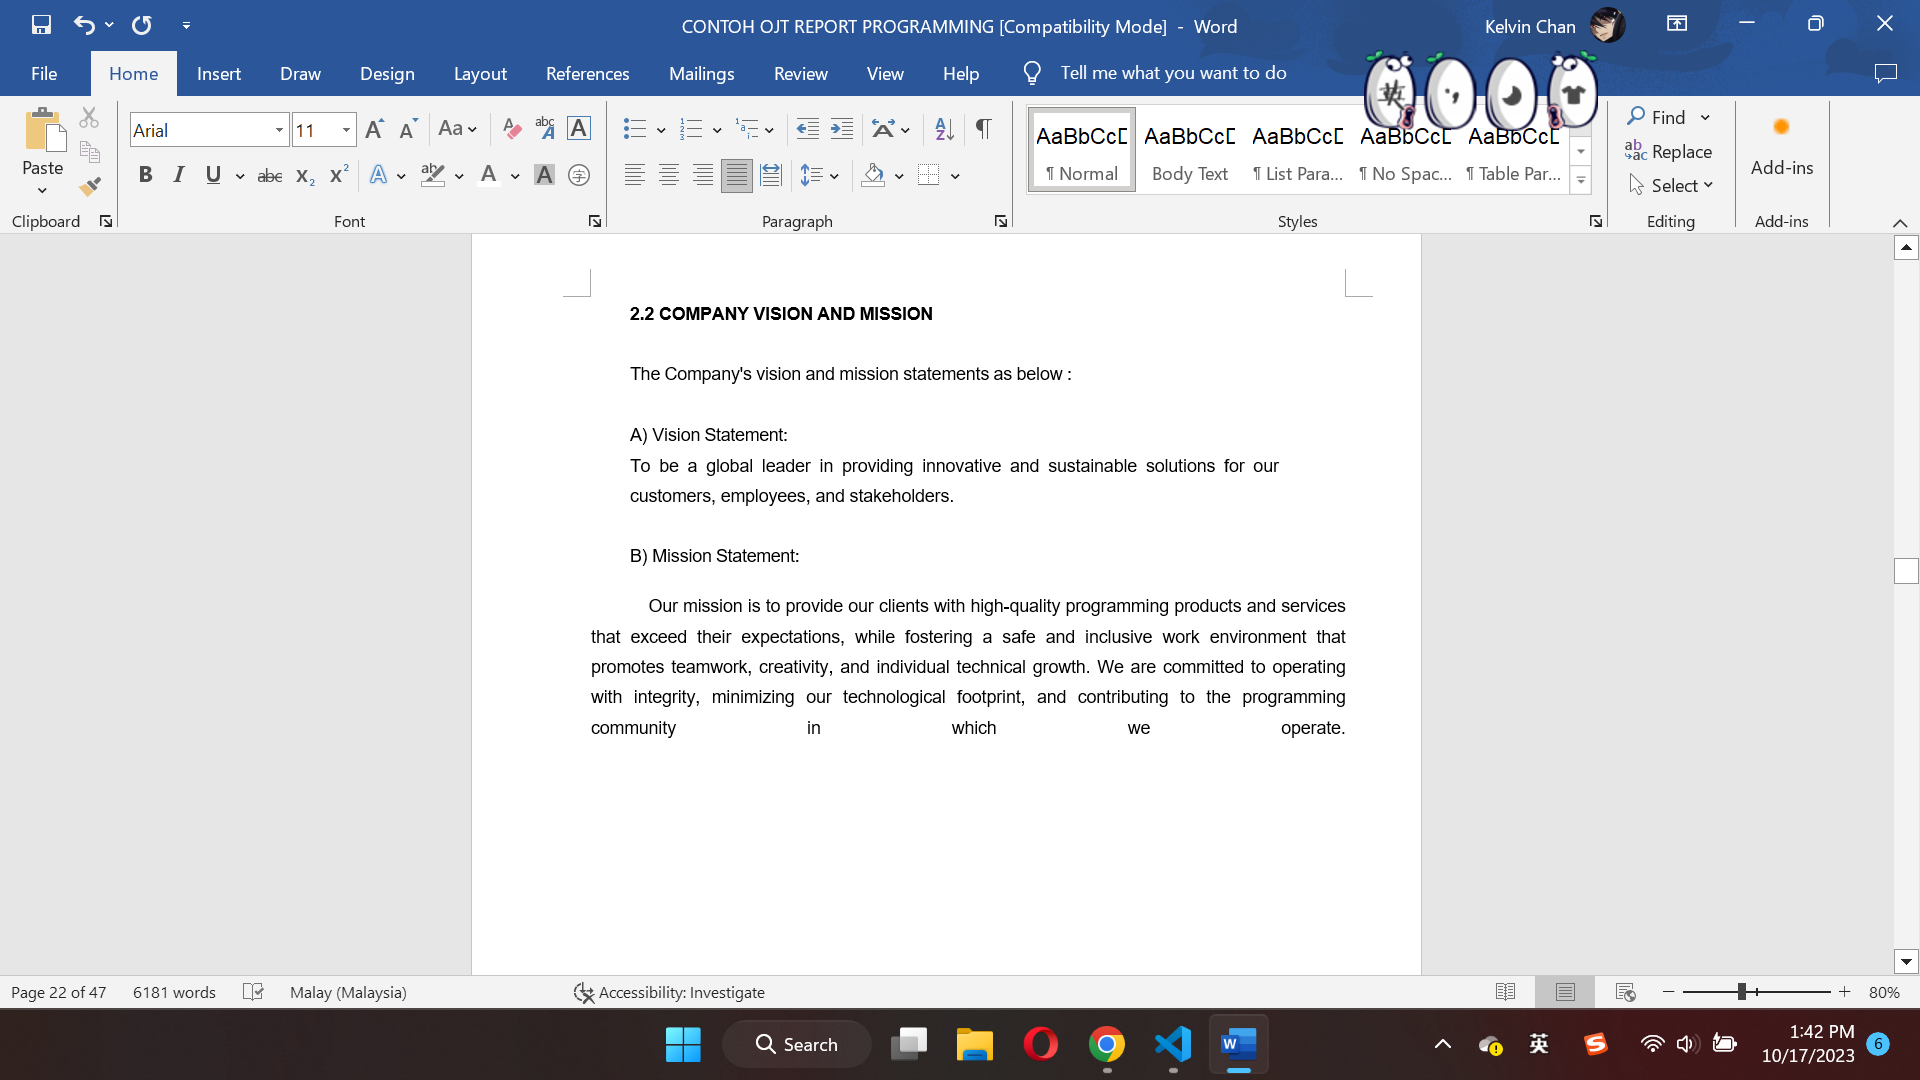 CONTOH OJT REPORT PROGRAMMING [Compatibility Mode] - Word
Kelvin Chan
File Home Insert Draw Design Layout References Mailings Review View Help Tell me what you want to do
英
Paste
Clipboard
Arial 11
Font
Paragraph
AaBbCcD AaBbCcD AaBbCcD AaBbCcD AaBbCcD
¶ Normal Body Text ¶ List Para... ¶ No Spac... ¶ Table Par...
Styles
Find
Replace
Select
Editing
Add-ins
Add-ins
2.2 COMPANY VISION AND MISSION
The Company's vision and mission statements as below :
A) Vision Statement:
To be a global leader in providing innovative and sustainable solutions for our
customers, employees, and stakeholders.
B) Mission Statement:
Our mission is to provide our clients with high-quality programming products and services
that exceed their expectations, while fostering a safe and inclusive work environment that
promotes teamwork, creativity, and individual technical growth. We are committed to operating
with integrity, minimizing our technological footprint, and contributing to the programming
community in which we operate.
Page 22 of 47 6181 words Malay (Malaysia) Accessibility: Investigate 80%
Search
英
1:42 PM
10/17/2023
6